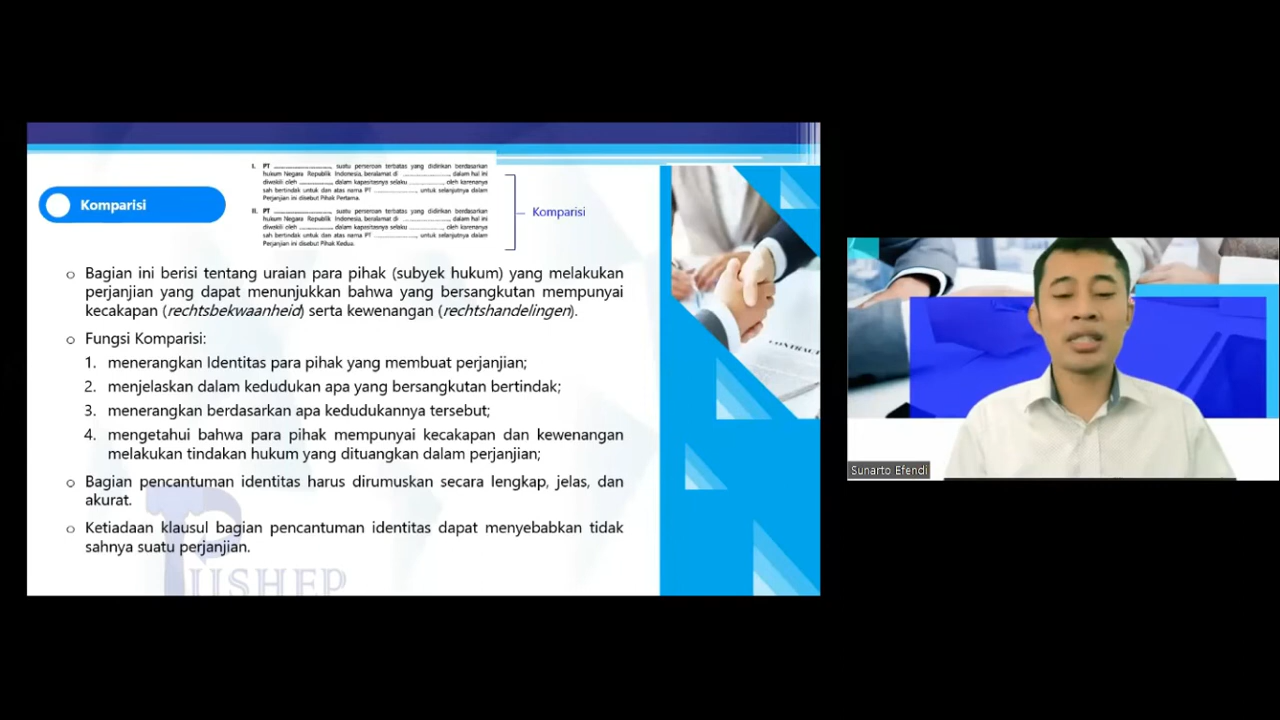 Komparisi
I. PT ........................, suatu perseroan terbatas yang didirikan berdasarkan
hukum Negara Republik Indonesia, beralamat di ................, dalam hal ini
diwakili oleh .............., dalam kapasitasnya selaku .............., oleh karenanya
sah bertindak untuk dan atas nama PT ................., untuk selanjutnya dalam
Perjanjian ini disebut Pihak Pertama.
II. PT ........................, suatu perseroan terbatas yang didirikan berdasarkan
hukum Negara Republik Indonesia, beralamat di ................, dalam hal ini
diwakili oleh .............., dalam kapasitasnya selaku .............., oleh karenanya
sah bertindak untuk dan atas nama PT ................., untuk selanjutnya dalam
Perjanjian ini disebut Pihak Kedua.
Komparisi
o Bagian ini berisi tentang uraian para pihak (subyek hukum) yang melakukan
perjanjian yang dapat menunjukkan bahwa yang bersangkutan mempunyai
kecakapan (rechtsbekwaanheid) serta kewenangan (rechtshandelingen).
o Fungsi Komparisi:
1. menerangkan Identitas para pihak yang membuat perjanjian;
2. menjelaskan dalam kedudukan apa yang bersangkutan bertindak;
3. menerangkan berdasarkan apa kedudukannya tersebut;
4. mengetahui bahwa para pihak mempunyai kecakapan dan kewenangan
melakukan tindakan hukum yang dituangkan dalam perjanjian;
o Bagian pencantuman identitas harus dirumuskan secara lengkap, jelas, dan
akurat.
o Ketiadaan klausul bagian pencantuman identitas dapat menyebabkan tidak
sahnya suatu perjanjian.
PUSHEP
CONTRACT
Sunarto Efendi